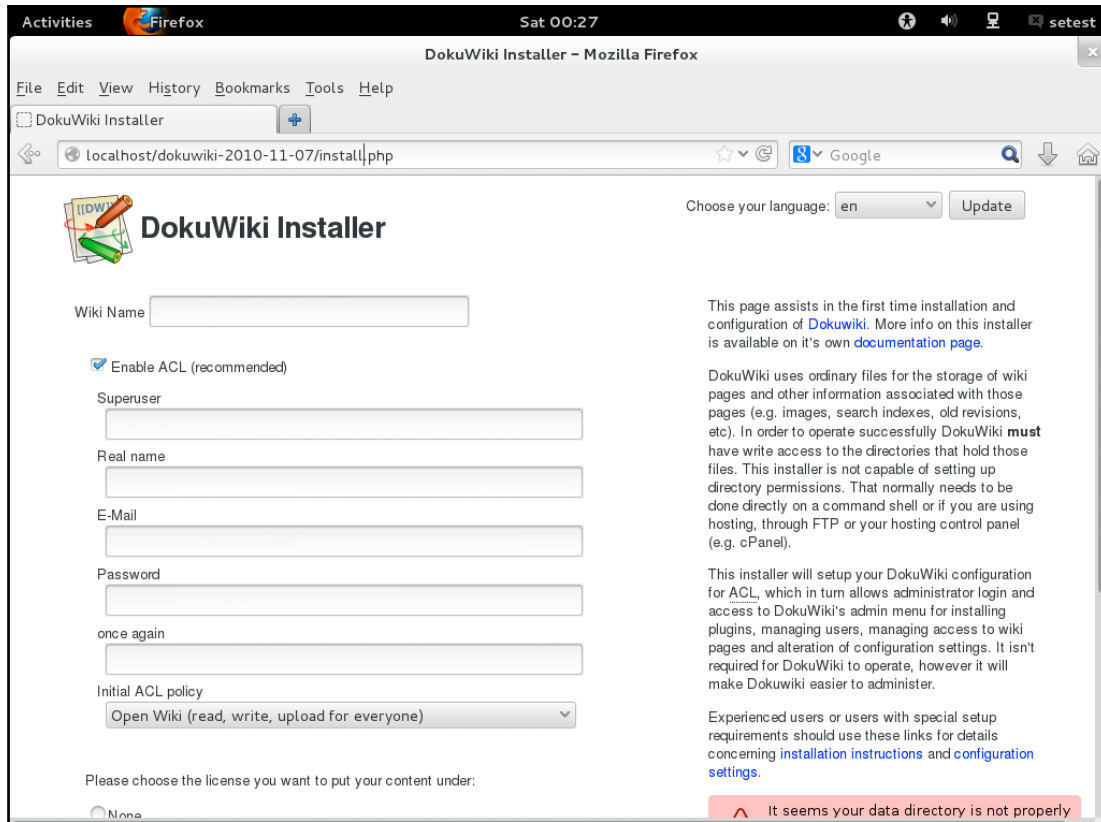 Activities Firefox Sat 00:27 setest
DokuWiki Installer – Mozilla Firefox
File Edit View History Bookmarks Tools Help
DokuWiki Installer
localhost/dokuwiki-2010-11-07/install.php
8 Google
[[DW]]
DokuWiki Installer
Choose your language: en Update
Wiki Name
Enable ACL (recommended)
Superuser
Real name
E-Mail
Password
once again
Initial ACL policy
Open Wiki (read, write, upload for everyone)
Please choose the license you want to put your content under:
None
This page assists in the first time installation and
configuration of Dokuwiki. More info on this installer
is available on it's own documentation page.
DokuWiki uses ordinary files for the storage of wiki
pages and other information associated with those
pages (e.g. images, search indexes, old revisions,
etc). In order to operate successfully DokuWiki must
have write access to the directories that hold those
files. This installer is not capable of setting up
directory permissions. That normally needs to be
done directly on a command shell or if you are using
hosting, through FTP or your hosting control panel
(e.g. cPanel).
This installer will setup your DokuWiki configuration
for ACL, which in turn allows administrator login and
access to DokuWiki's admin menu for installing
plugins, managing users, managing access to wiki
pages and alteration of configuration settings. It isn't
required for DokuWiki to operate, however it will
make Dokuwiki easier to administer.
Experienced users or users with special setup
requirements should use these links for details
concerning installation instructions and configuration
settings.
It seems your data directory is not properly